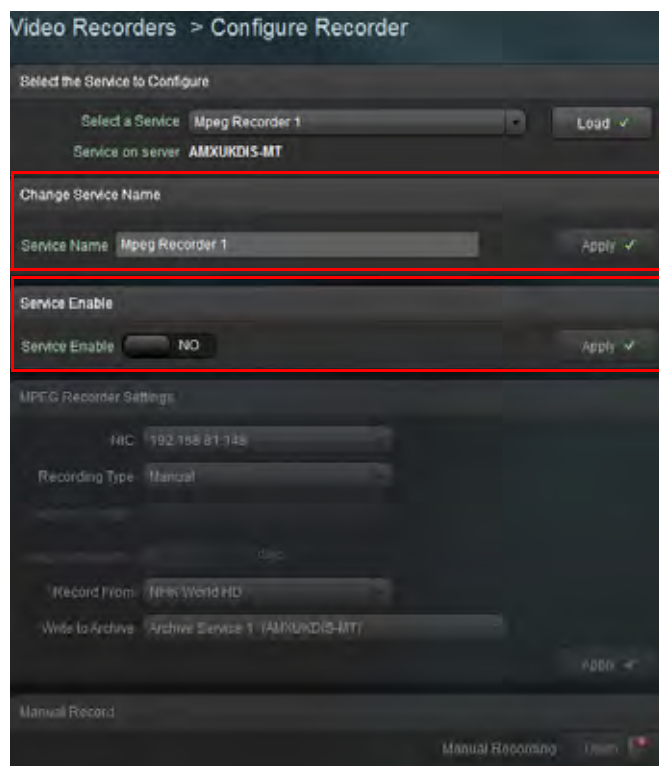 Video Recorders > Configure Recorder
Select the Service to Configure
Select a Service Mpeg Recorder 1 Load
Service on server AMXUKDIS-MT
Change Service Name
Service Name Mpeg Recorder 1 Apply
Service Enable
Service Enable NO Apply
MPEG Recorder Settings
NIC 192.168.81.148
Recording Type Manual
days
Record From NHK World HD
Write to Archive Archive Service 1 (AMXUKDIS-MT)
Apply
Manual Record
Manual Recording